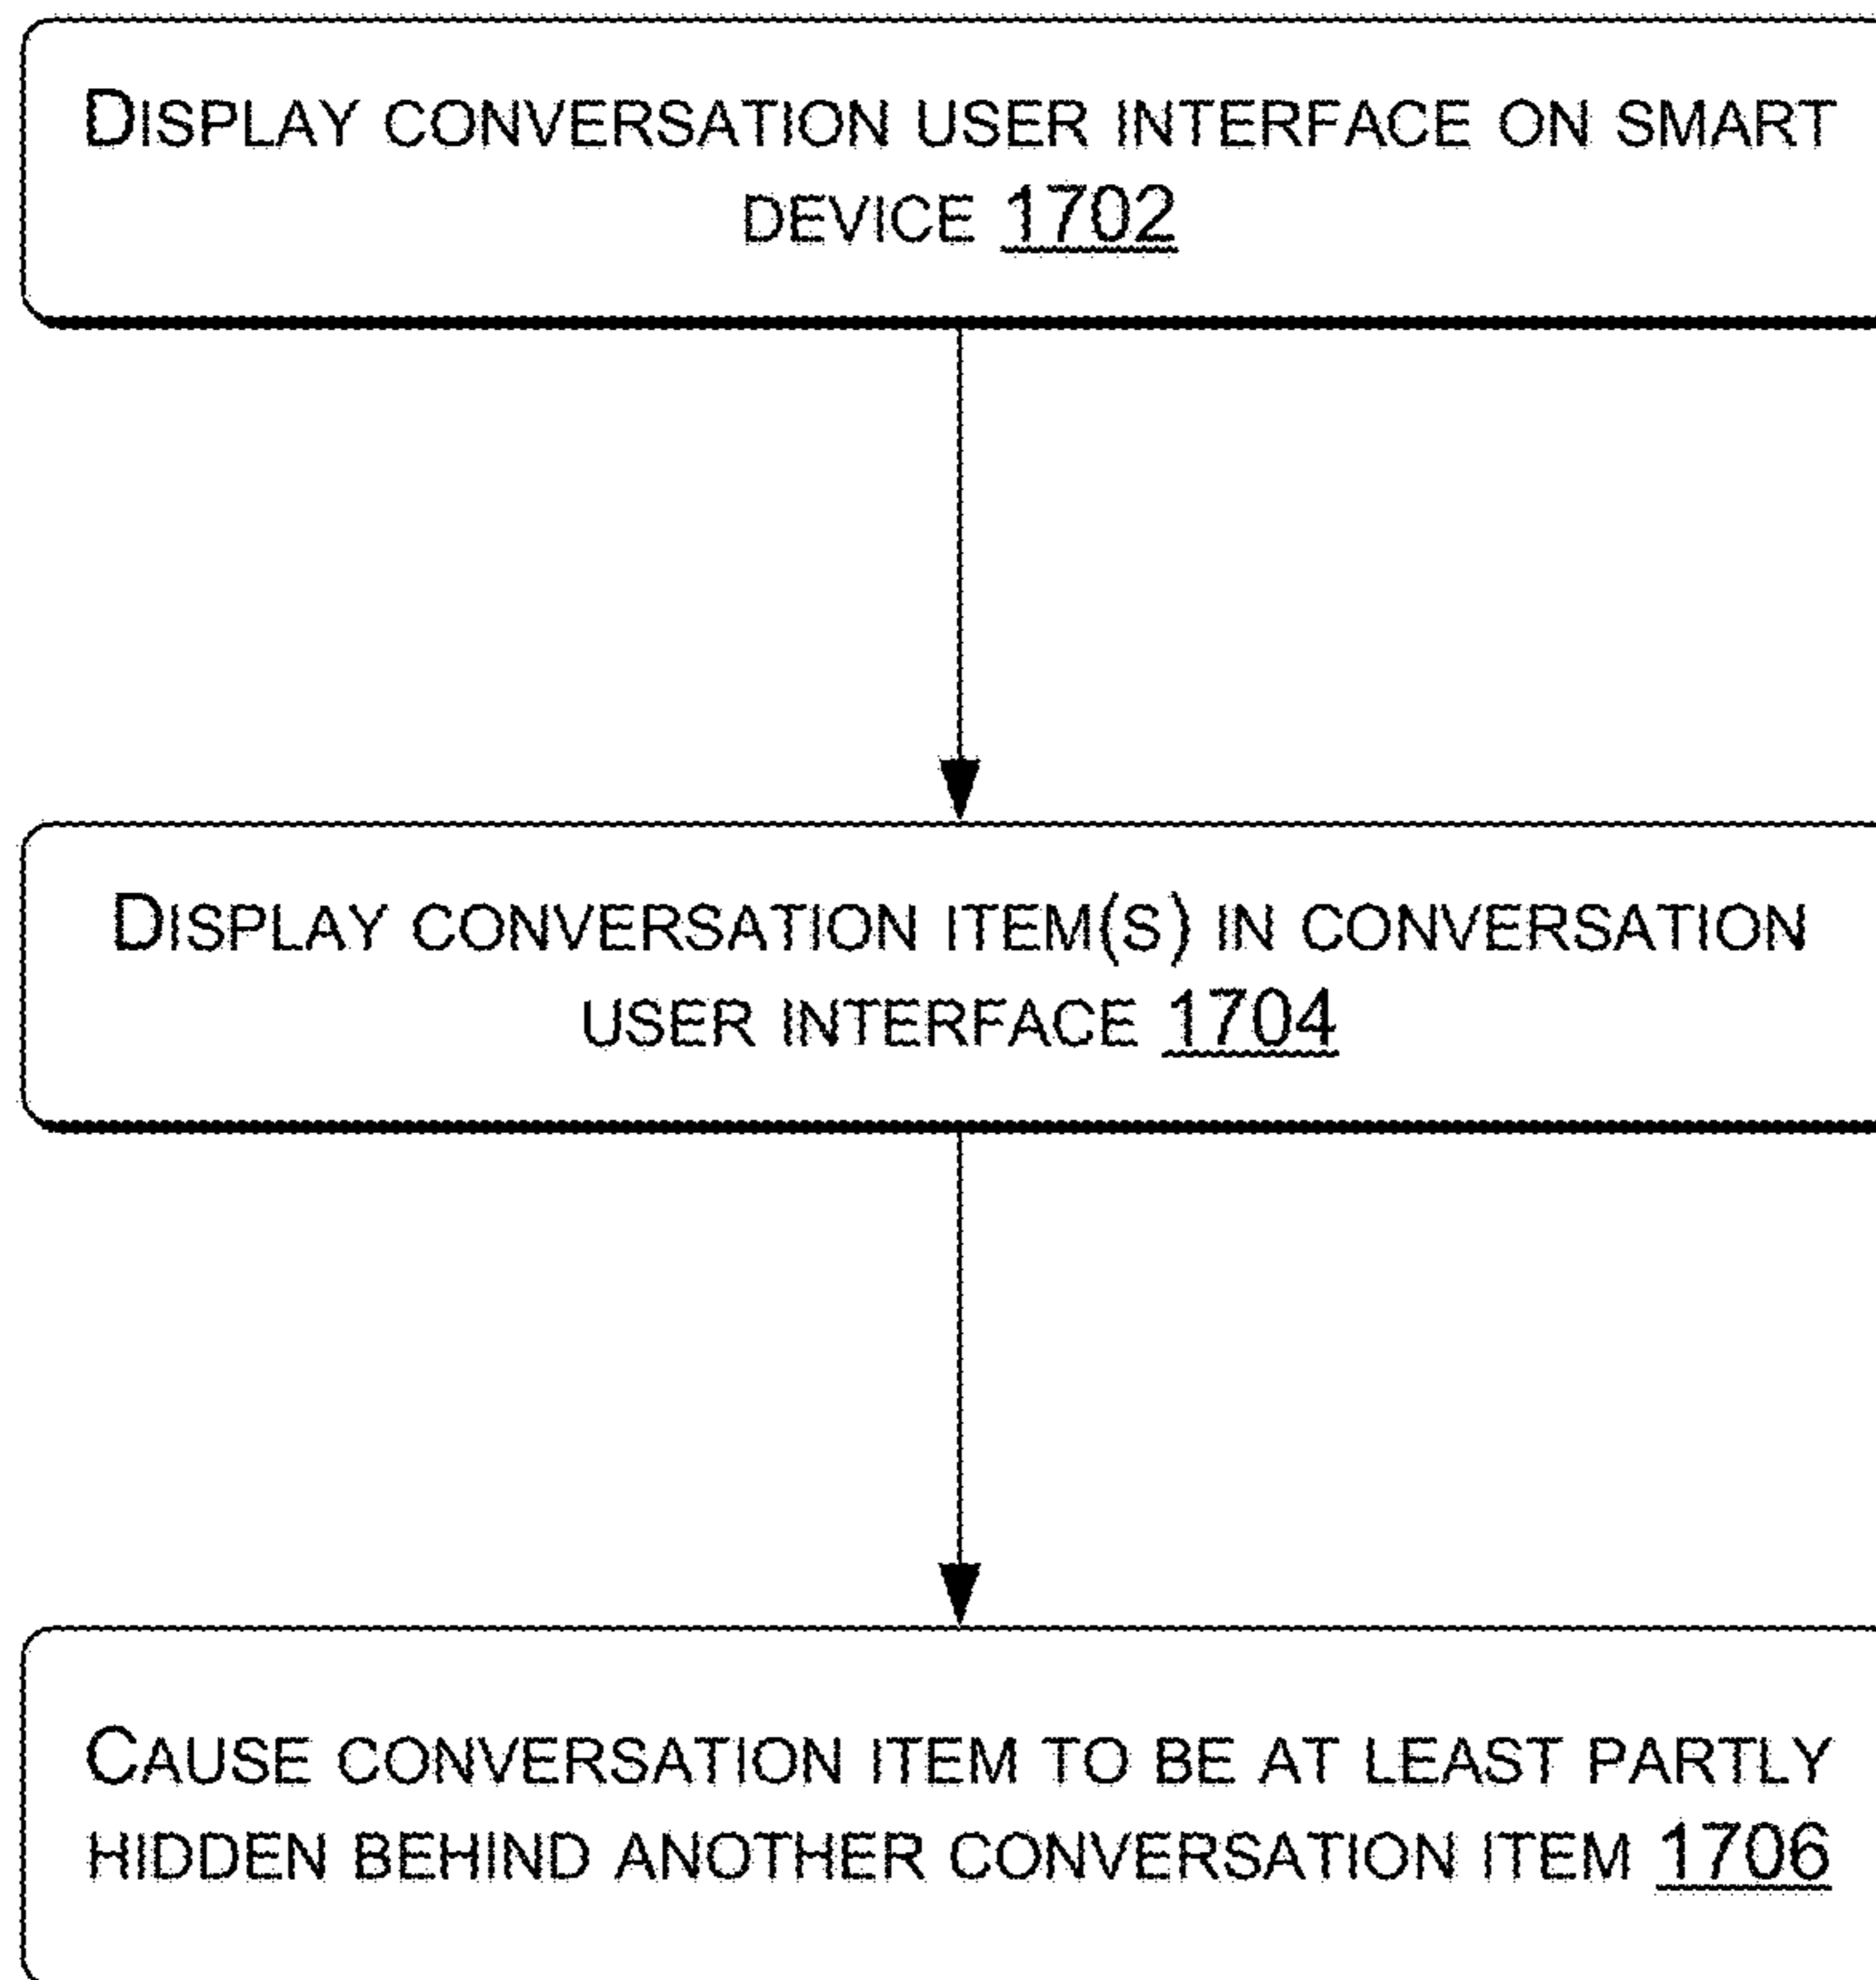 DISPLAY CONVERSATION USER INTERFACE ON SMART
DEVICE 1702
DISPLAY CONVERSATION ITEM(S) IN CONVERSATION
USER INTERFACE 1704
CAUSE CONVERSATION ITEM TO BE AT LEAST PARTLY
HIDDEN BEHIND ANOTHER CONVERSATION ITEM 1706